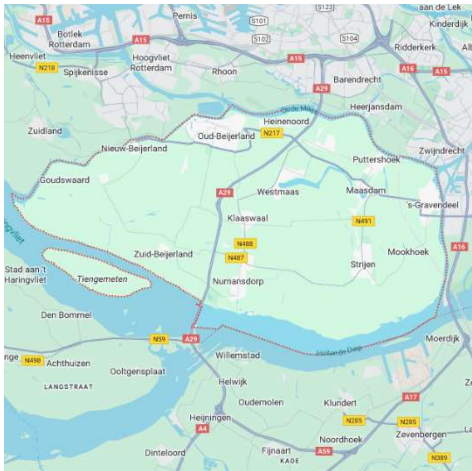 aan de Lek
A15
Pernis
S101
S123
Botlek
Rotterdam
A15
S102
S104
Kinderdijk
Heenvliet
Hoogvliet
Rotterdam
A15
Ridderkerk
N218
Spijkenisse
Rhoon
A16
A15
Barendrecht
A29
Heerjansdam
Oude Maas
Heinenoord
Zuidland
Oud-Beijerland
N217
Nieuw-Beijerland
Zwijndrecht
Puttershoek
Goudswaard
A29
Westmaas
Maasdam
's-Gravendeel
Klaaswaal
N491
N488
A16
Zuid-Beijerland
N487
Mookhoek
Stad aan 't
Haringvliet
Tiengemeten
Strijen
Numansdorp
Den Bommel
N59
A29
Moerdijk
Hollands Diep
N498
Achthuizen
Willemstad
Ooltgensplaat
Helwijk
LANGSTRAAT
A17
Oudemolen
Klundert
Heijningen
N285
N285
A4
Noordhoek
Zevenbergen
Dinteloord
Fijnaart
A59
KADE
N389